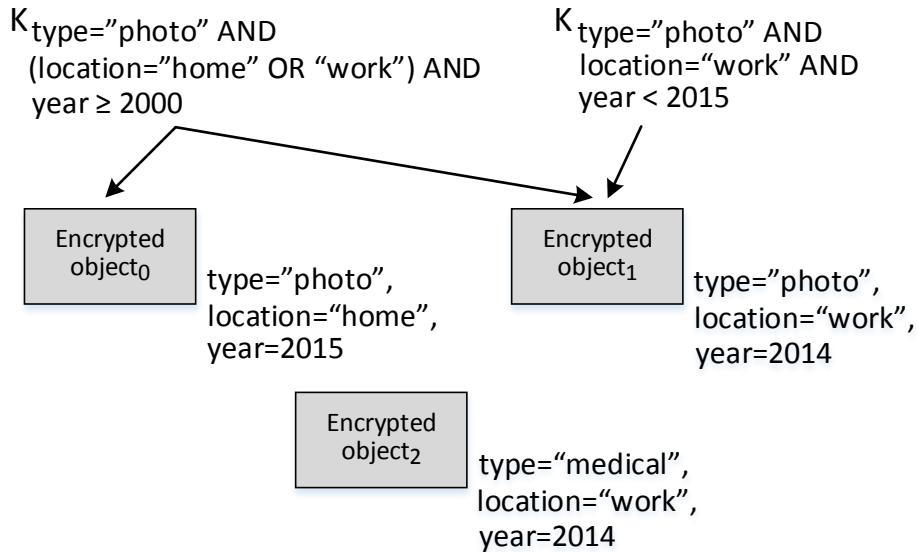 K type=”photo” AND
(location=”home” OR “work”) AND
year ≥ 2000
K type=”photo” AND
location=“work” AND
year < 2015
Encrypted
object0
type=”photo”,
location=“home”,
year=2015
Encrypted
object1
type=”photo”,
location=“work”,
year=2014
Encrypted
object2
type=“medical”,
location=“work”,
year=2014